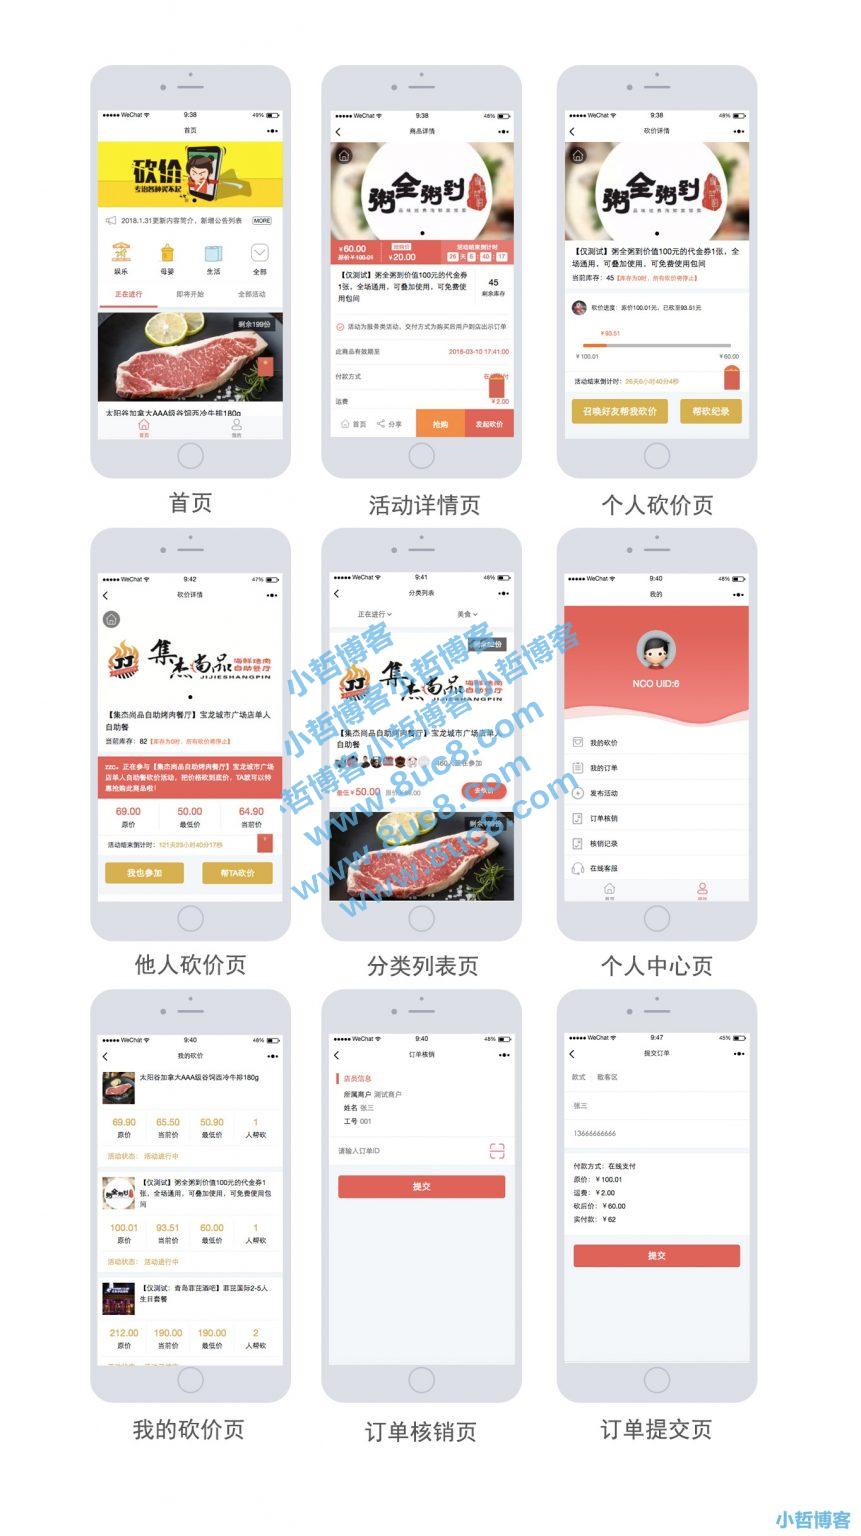 ●●●●● WeChat 9:38 49%
首页
砍价
专治各种买不起
2018.1.31更新内容简介，新增公告列表 MORE
娱乐 母婴 生活 全部
正在进行 即将开始 全部活动
剩余199份
太阳谷加拿大AAA级谷饲西冷牛排180g
首页 我的
首页
●●●●● WeChat 9:38 48%
商品详情
粥全粥到
品味经典海鲜粥宵夜
￥60.00 抢购价 活动结束倒计时
原价￥100.01 ￥20.00 26 天 6 : 40 : 17
【仅测试】粥全粥到价值100元的代金券
1张，全场通用，可叠加使用，可免费使
用包间
45
剩余库存
活动为服务类活动，交付方式为购买后用户到店出示订单
此商品有效期至 2018-03-10 17:41:00
付款方式
运费 ￥2.00
首页 分享 抢购 发起砍价
活动详情页
●●●●● WeChat 9:38 48%
砍价详情
粥全粥到
【仅测试】粥全粥到价值100元的代金券1张，全
场通用，可叠加使用，可免费使用包间
当前库存：45【库存为0时，所有砍价将停止】
砍价进度：原价100.01元，已砍至93.51元
￥93.51
￥100.01 ￥60.00
活动结束倒计时：26天6小时40分4秒
召唤好友帮我砍价 帮砍纪录
个人砍价页
●●●●● WeChat 9:42 47%
砍价详情
JJ 集杰尚品
海鲜烤肉
自助餐厅
JIJIESHANGPIN
【集杰尚品自助烤肉餐厅】宝龙城市广场店单人
自助餐
当前库存：82【库存为0时，所有砍价将停止】
zzc。正在参与【集杰尚品自助烤肉餐厅】宝龙城市广场
店单人自助餐砍价活动，把价格砍到底价，TA就可以特
惠抢购此商品啦！
69.00 50.00 64.90
原价 最低价 当前价
活动结束倒计时：121天23小时40分17秒
我也参加 帮TA砍价
他人砍价页
●●●●● WeChat 9:41 48%
分类列表
正在进行 美食
剩余82份
JJ 集杰尚品
海鲜烤肉
自助餐厅
JIJIESHANGPIN
【集杰尚品自助烤肉餐厅】宝龙城市广场店单人
自助餐
460人正在参加
最低￥50.00 原价￥69.00 去砍价
剩余199份
分类列表页
●●●●● WeChat 9:40 48%
我的
NCO UID:6
我的砍价
我的订单
发布活动
订单核销
核销记录
在线客服
首页 我的
个人中心页
小哲博客小哲博客
小哲博客小哲博客
www.8uc8.com
www.8uc8.com
●●●●● WeChat 9:40 48%
我的砍价
太阳谷加拿大AAA级谷饲西冷牛排180g
69.90 65.50 50.90 1
原价 当前价 最低价 人帮砍
活动状态： 活动进行中
【仅测试】粥全粥到价值100元的代金券1
张，全场通用，可叠加使用，可免费使用包
间
100.01 93.51 60.00 1
原价 当前价 最低价 人帮砍
活动状态： 活动进行中
【仅测试：青岛菲芘酒吧】菲芘国际2-5人
生日套餐
212.00 190.00 190.00 2
原价 当前价 最低价 人帮砍
我的砍价页
●●●●● WeChat 9:40 48%
订单核销
店员信息
所属商户 测试商户
姓名 张三
工号 001
请输入订单ID
提交
订单核销页
●●●●● WeChat 9:47 45%
提交订单
款式 散客区
张三
13666666666
付款方式：在线支付
原价：￥100.01
运费：￥2.00
砍后价：￥60.00
实付款：￥62
提交
订单提交页
小哲博客